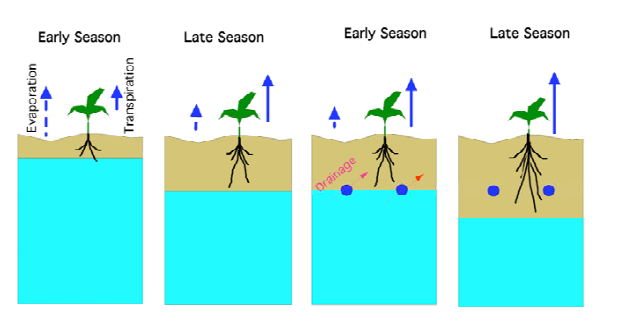 Early Season
Late Season
Early Season
Late Season
Evaporation
Transpiration
Drainage